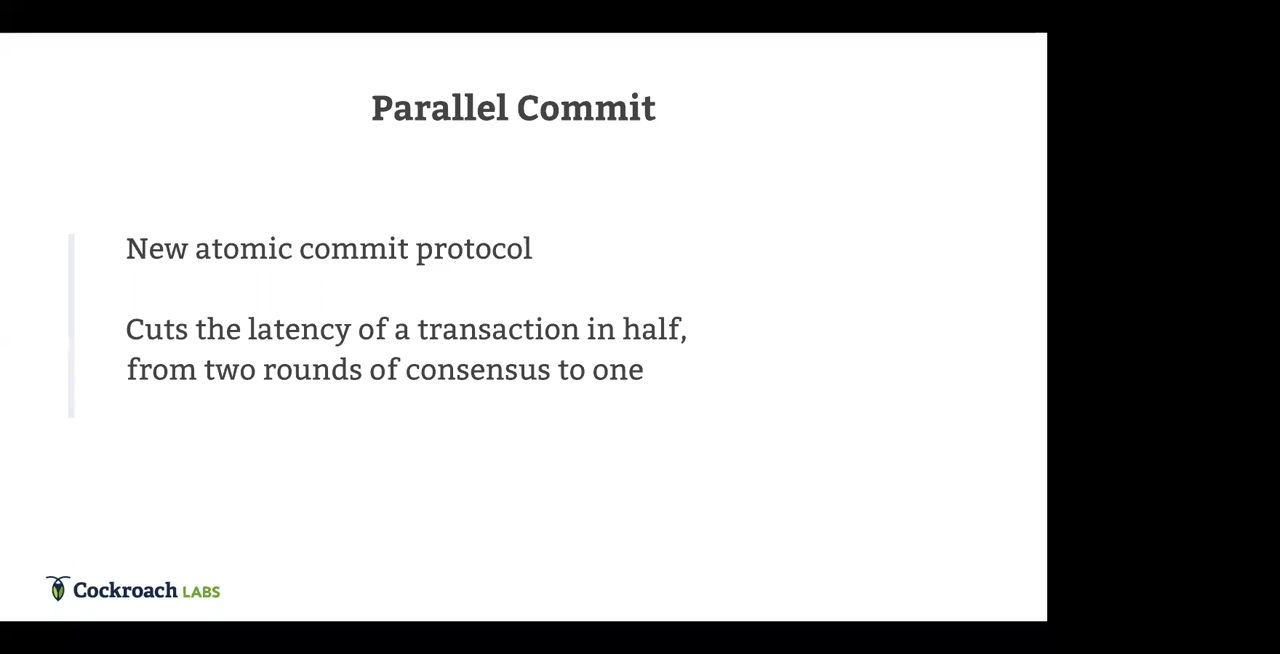 Parallel Commit
New atomic commit protocol
Cuts the latency of a transaction in half,
from two rounds of consensus to one
Cockroach LABS